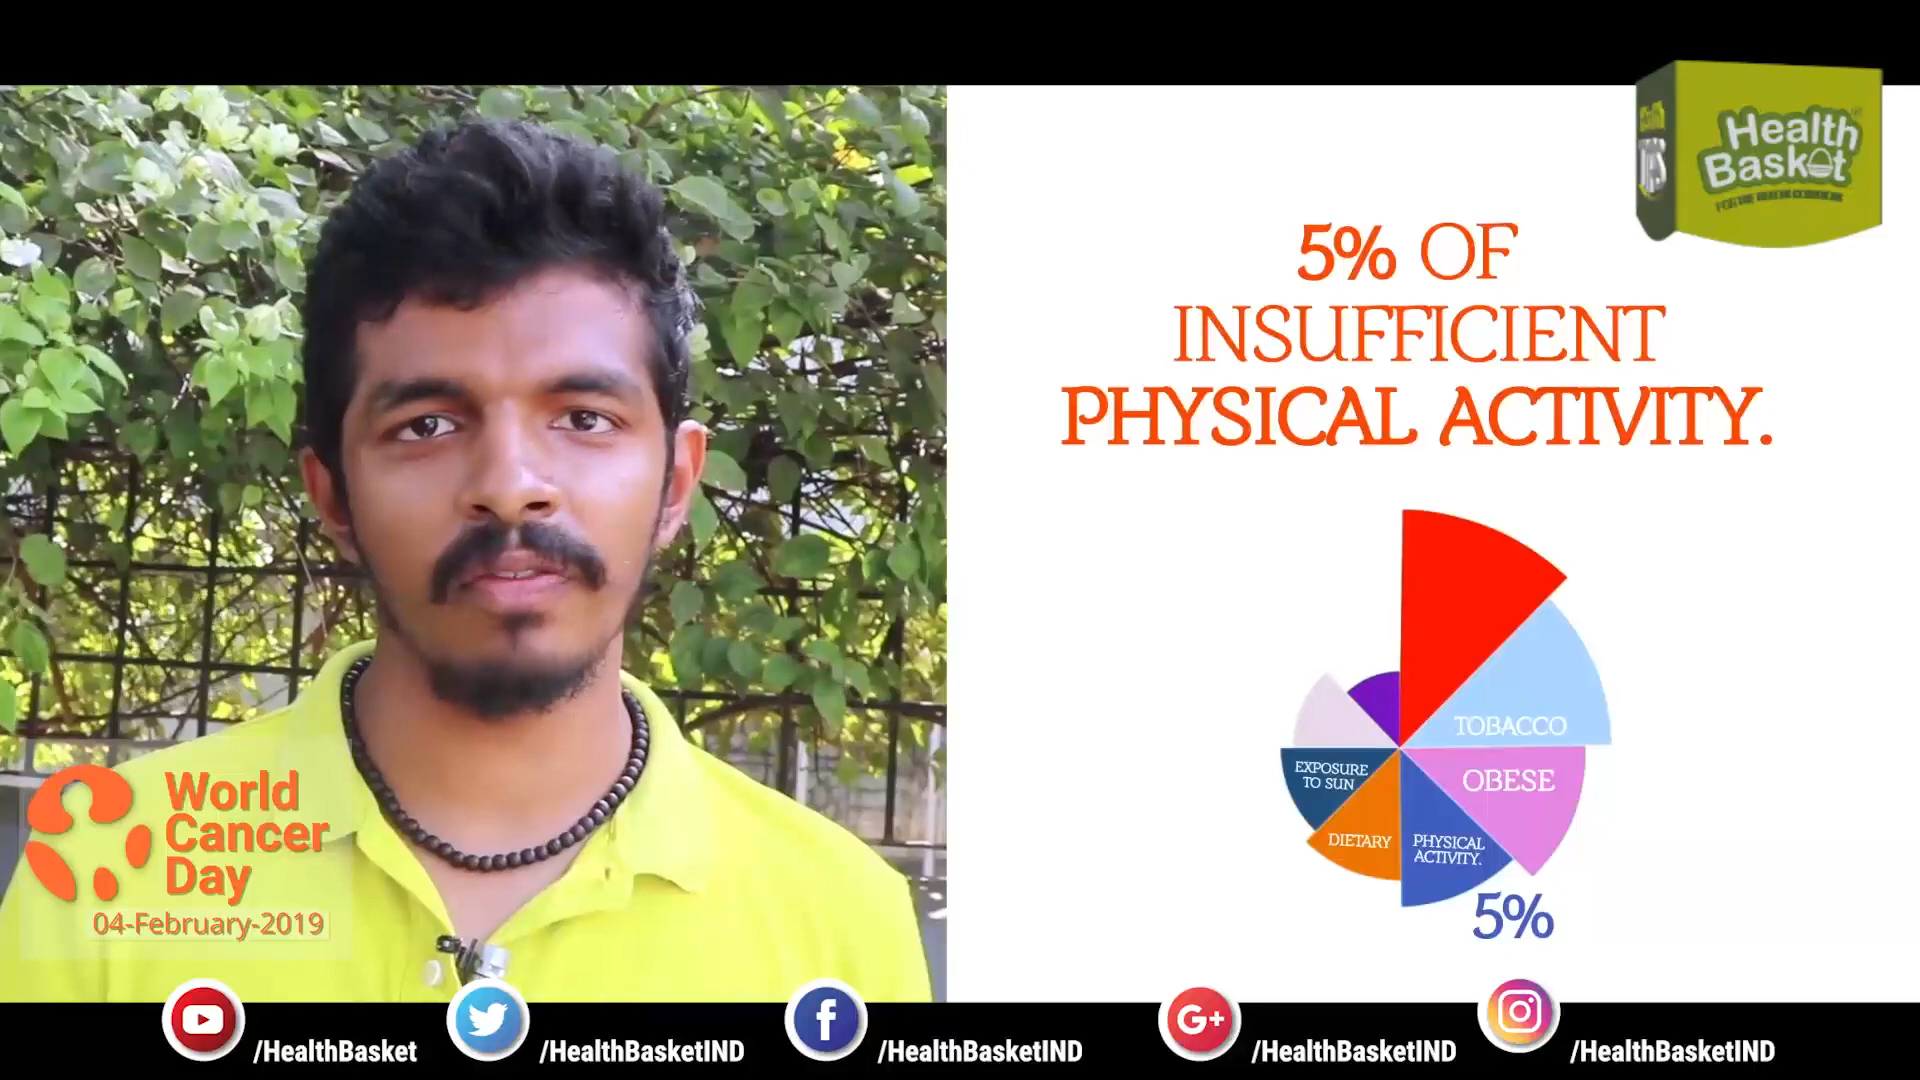 Health
Basket
5% OF
INSUFFICIENT
PHYSICAL ACTIVITY.
TOBACCO
OBESE
EXPOSURE
TO SUN
DIETARY
PHYSICAL
ACTIVITY.
5%
World
Cancer
Day
04-February-2019
/HealthBasket
/HealthBasketIND
/HealthBasketIND
G+
/HealthBasketIND
/HealthBasketIND